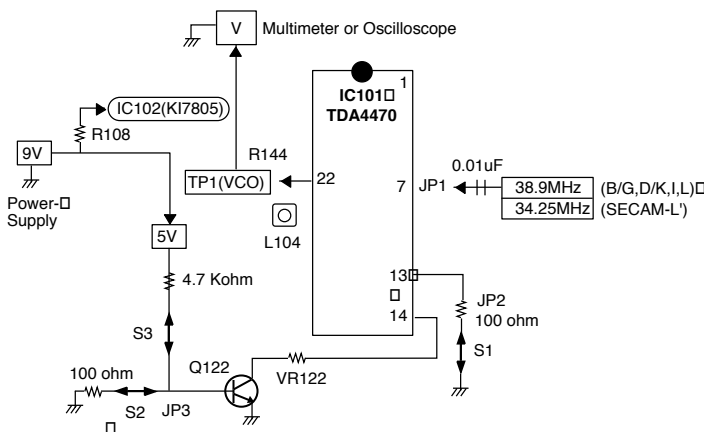 V
Multimeter or Oscilloscope
1
IC101□
TDA4470
IC102(KI7805)
R108
9V
Power-□
Supply
R144
TP1(VCO)
22
7
JP1
0.01uF
38.9MHz
(B/G,D/K,I,L)□
34.25MHz
(SECAM-L')
L104
5V
4.7 Kohm
13
□
14
JP2
100 ohm
S1
S3
100 ohm
Q122
VR122
S2
JP3
□